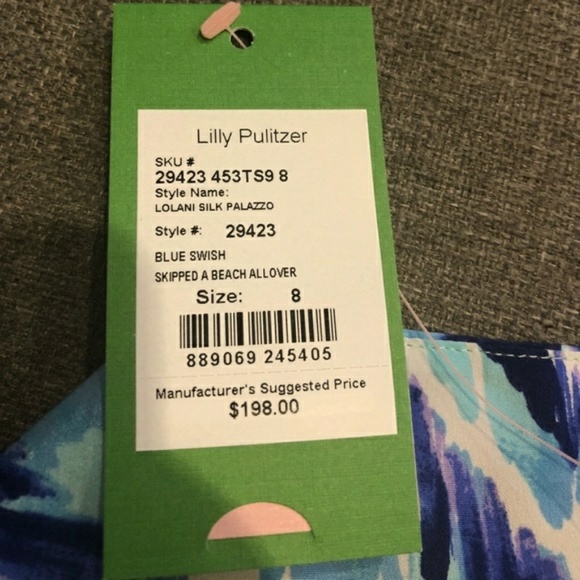 Lilly Pulitzer
SKU #
29423 453TS9 8
Style Name:
LOLANI SILK PALAZZO
Style #: 29423
BLUE SWISH
SKIPPED A BEACH ALLOVER
Size: 8
889069 245405
Manufacturer's Suggested Price
$198.00